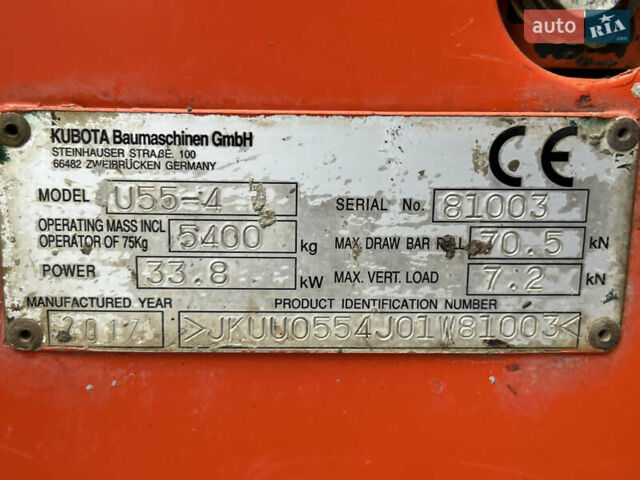 auto RIA
.com
KUBOTA Baumaschinen GmbH
STEINHAUSER STRAßE. 100
66482 ZWEIBRÜCKEN GERMANY
CE
MODEL U55-4 SERIAL No. 81003
OPERATING MASS INCL
OPERATOR OF 75Kg 5400 kg MAX. DRAW BAR PULL 70.5 kN
POWER 33.8 kW MAX. VERT. LOAD 7.2 kN
MANUFACTURED YEAR PRODUCT IDENTIFICATION NUMBER
2017 >JKUU0554J01W81003<